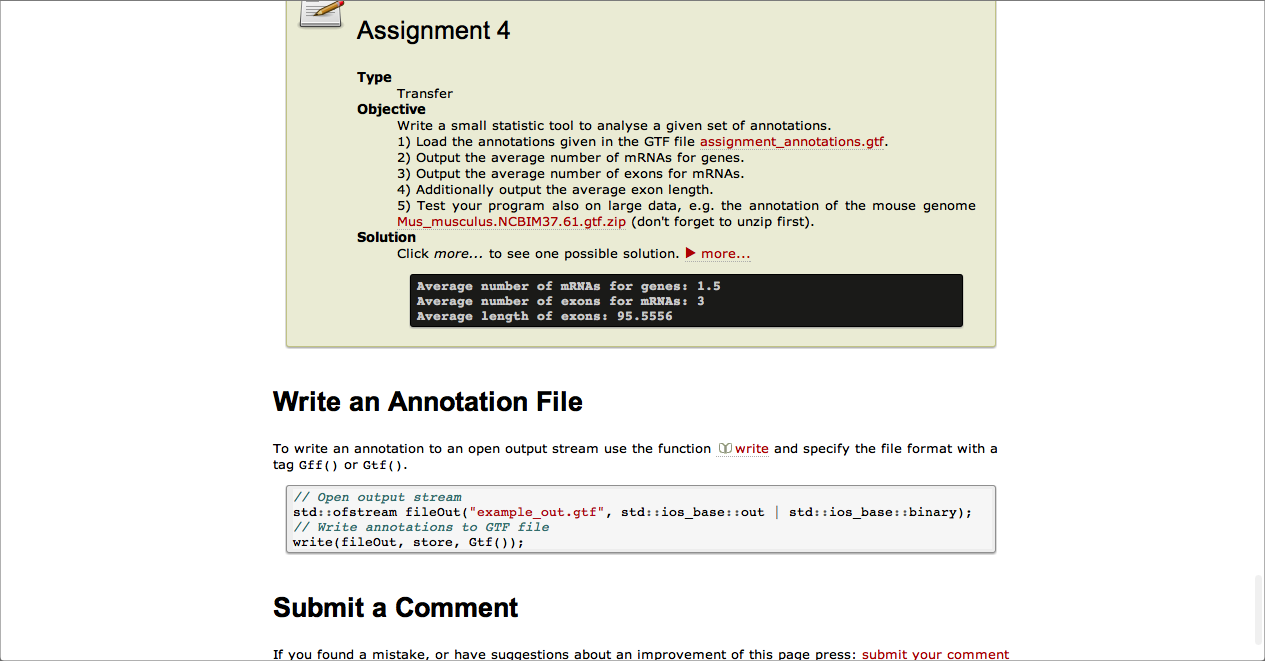 Assignment 4
Type
Transfer
Objective
Write a small statistic tool to analyse a given set of annotations.
1) Load the annotations given in the GTF file assignment_annotations.gtf.
2) Output the average number of mRNAs for genes.
3) Output the average number of exons for mRNAs.
4) Additionally output the average exon length.
5) Test your program also on large data, e.g. the annotation of the mouse genome
Mus_musculus.NCBIM37.61.gtf.zip (don't forget to unzip first).
Solution
Click more... to see one possible solution. ▶ more...
Average number of mRNAs for genes: 1.5
Average number of exons for mRNAs: 3
Average length of exons: 95.5556
Write an Annotation File
To write an annotation to an open output stream use the function write and specify the file format with a
tag Gff() or Gtf().
// Open output stream
std::ofstream fileOut("example_out.gtf", std::ios_base::out | std::ios_base::binary);
// Write annotations to GTF file
write(fileOut, store, Gtf());
Submit a Comment
If you found a mistake, or have suggestions about an improvement of this page press: submit your comment